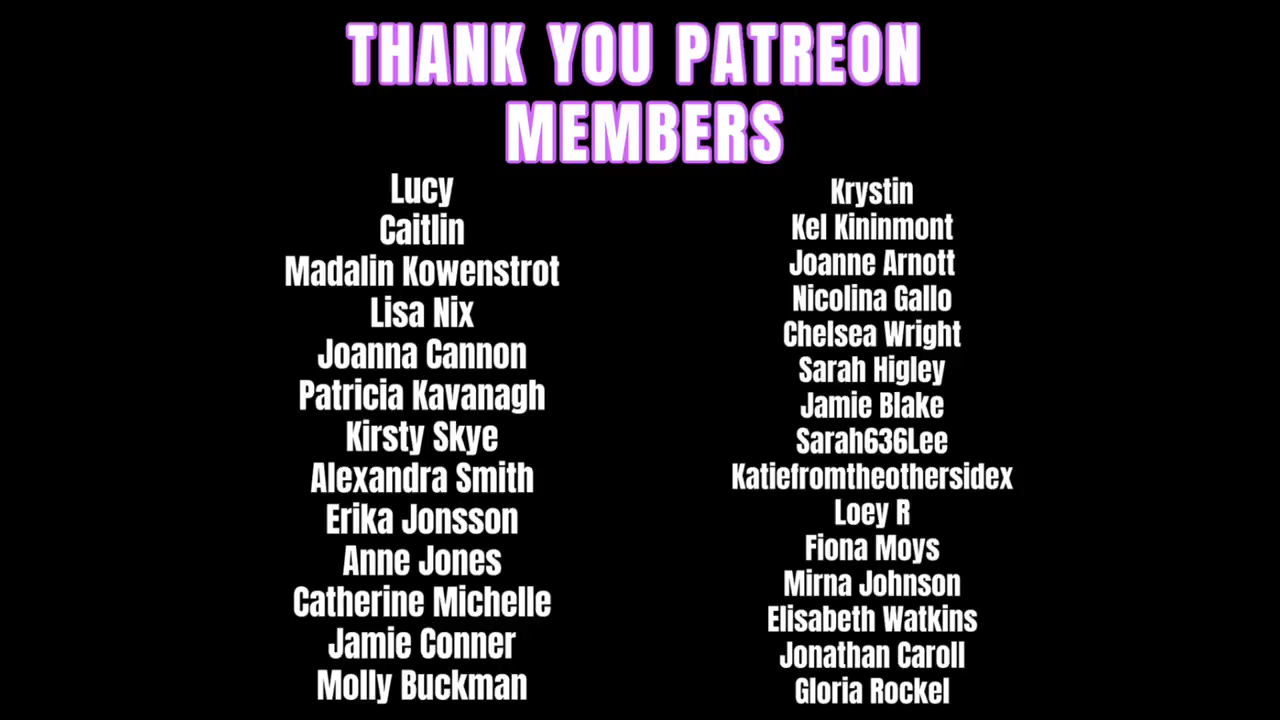 THANK YOU PATREON
MEMBERS
Lucy
Caitlin
Madalin Kowenstrot
Lisa Nix
Joanna Cannon
Patricia Kavanagh
Kirsty Skye
Alexandra Smith
Erika Jonsson
Anne Jones
Catherine Michelle
Jamie Conner
Molly Buckman
Krystin
Kel Kininmont
Joanne Arnott
Nicolina Gallo
Chelsea Wright
Sarah Higley
Jamie Blake
Sarah636Lee
Katiefromtheothersidex
Loey R
Fiona Moys
Mirna Johnson
Elisabeth Watkins
Jonathan Caroll
Gloria Rockel